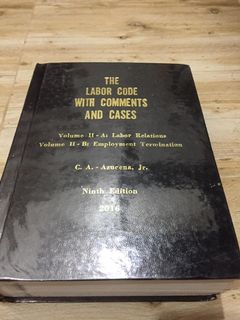 THE
LABOR CODE
WITH COMMENTS
AND CASES
Volume II - A: Labor Relations
Volume II - B: Employment Termination
C. A. - Azucena, Jr.
Ninth Edition
2016